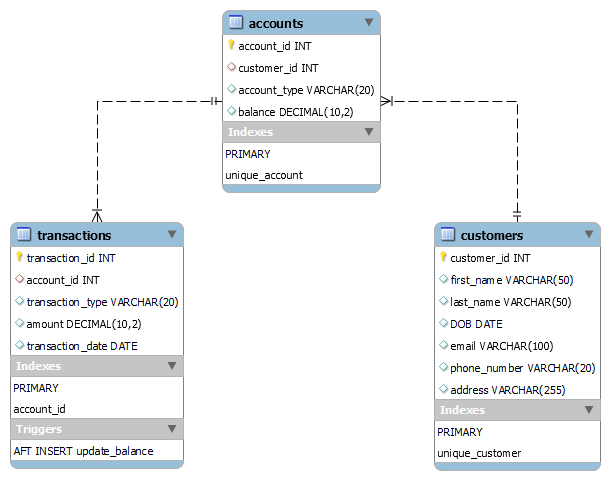 accounts
account_id INT
customer_id INT
account_type VARCHAR(20)
balance DECIMAL(10,2)
Indexes
PRIMARY
unique_account
transactions
transaction_id INT
account_id INT
transaction_type VARCHAR(20)
amount DECIMAL(10,2)
transaction_date DATE
Indexes
PRIMARY
account_id
Triggers
AFT INSERT update_balance
customers
customer_id INT
first_name VARCHAR(50)
last_name VARCHAR(50)
DOB DATE
email VARCHAR(100)
phone_number VARCHAR(20)
address VARCHAR(255)
Indexes
PRIMARY
unique_customer